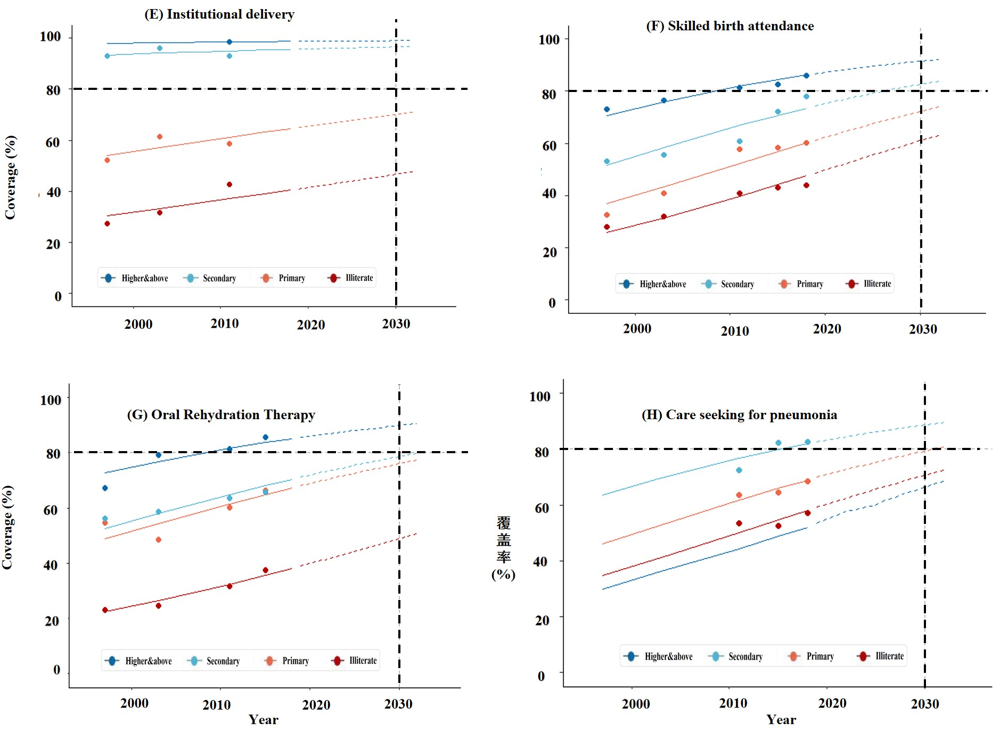 (E) Institutional delivery
100
80
60
40
20
0
Coverage (%)
Higher&above Secondary Primary Illiterate
2000 2010 2020 2030
(F) Skilled birth attendance
100
80
60
40
20
0
Higher&above Secondary Primary Illiterate
2000 2010 2020 2030
(G) Oral Rehydration Therapy
100
80
60
40
20
0
Coverage (%)
Higher&above Secondary Primary Illiterate
2000 2010 2020 2030
Year
(H) Care seeking for pneumonia
100
80
60
40
20
0
覆
盖
率
(%)
Higher&above Secondary Primary Illiterate
2000 2010 2020 2030
Year